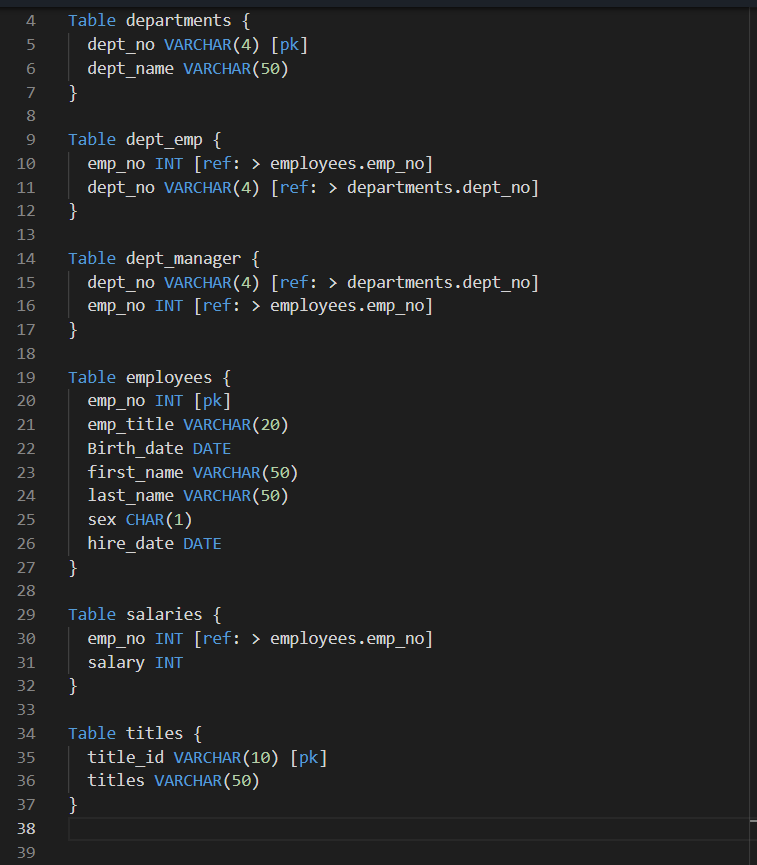 4 Table departments {
5 dept_no VARCHAR(4) [pk]
6 dept_name VARCHAR(50)
7 }
8
9 Table dept_emp {
10 emp_no INT [ref: > employees.emp_no]
11 dept_no VARCHAR(4) [ref: > departments.dept_no]
12 }
13
14 Table dept_manager {
15 dept_no VARCHAR(4) [ref: > departments.dept_no]
16 emp_no INT [ref: > employees.emp_no]
17 }
18
19 Table employees {
20 emp_no INT [pk]
21 emp_title VARCHAR(20)
22 Birth_date DATE
23 first_name VARCHAR(50)
24 last_name VARCHAR(50)
25 sex CHAR(1)
26 hire_date DATE
27 }
28
29 Table salaries {
30 emp_no INT [ref: > employees.emp_no]
31 salary INT
32 }
33
34 Table titles {
35 title_id VARCHAR(10) [pk]
36 titles VARCHAR(50)
37 }
38
39